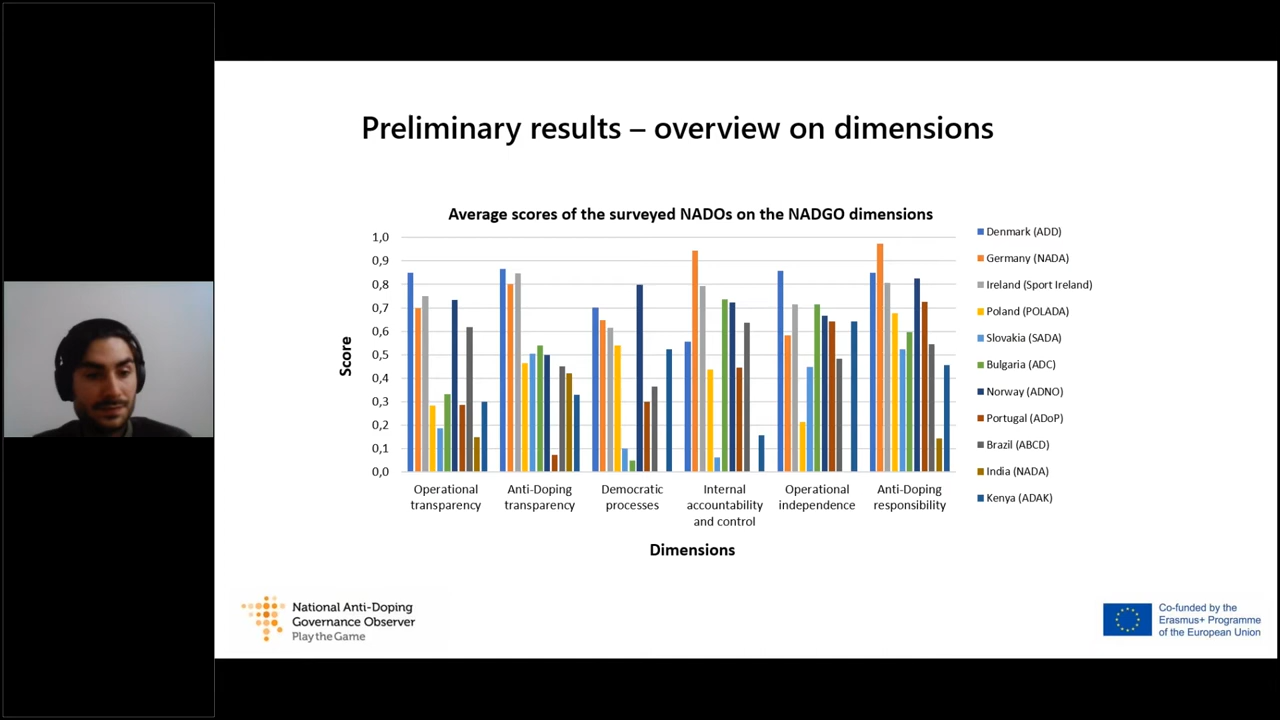 Preliminary results – overview on dimensions
Average scores of the surveyed NADOs on the NADGO dimensions
1,0
0,9
0,8
0,7
0,6
0,5
0,4
0,3
0,2
0,1
0,0
Score
Operational
transparency
Anti-Doping
transparency
Democratic
processes
Internal
accountability
and control
Operational
independence
Anti-Doping
responsibility
Dimensions
Denmark (ADD)
Germany (NADA)
Ireland (Sport Ireland)
Poland (POLADA)
Slovakia (SADA)
Bulgaria (ADC)
Norway (ADNO)
Portugal (ADoP)
Brazil (ABCD)
India (NADA)
Kenya (ADAK)
National Anti-Doping
Governance Observer
Play the Game
Co-funded by the
Erasmus+ Programme
of the European Union